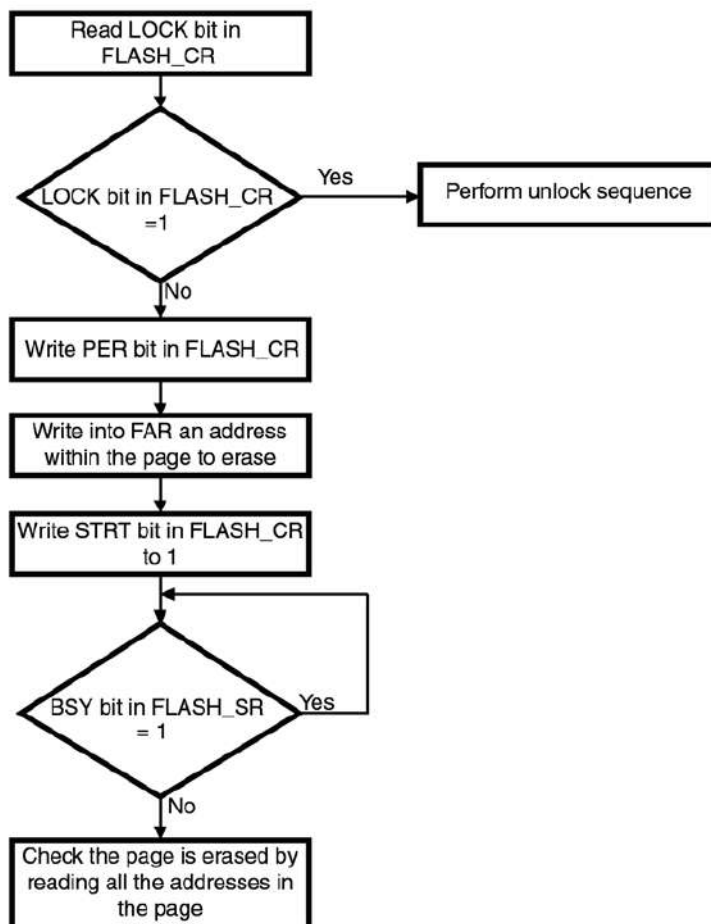 Read LOCK bit in
FLASH_CR
LOCK bit in FLASH_CR
=1
Yes
Perform unlock sequence
No
Write PER bit in FLASH_CR
Write into FAR an address
within the page to erase
Write STRT bit in FLASH_CR
to 1
BSY bit in FLASH_SR
= 1
Yes
No
Check the page is erased by
reading all the addresses in
the page